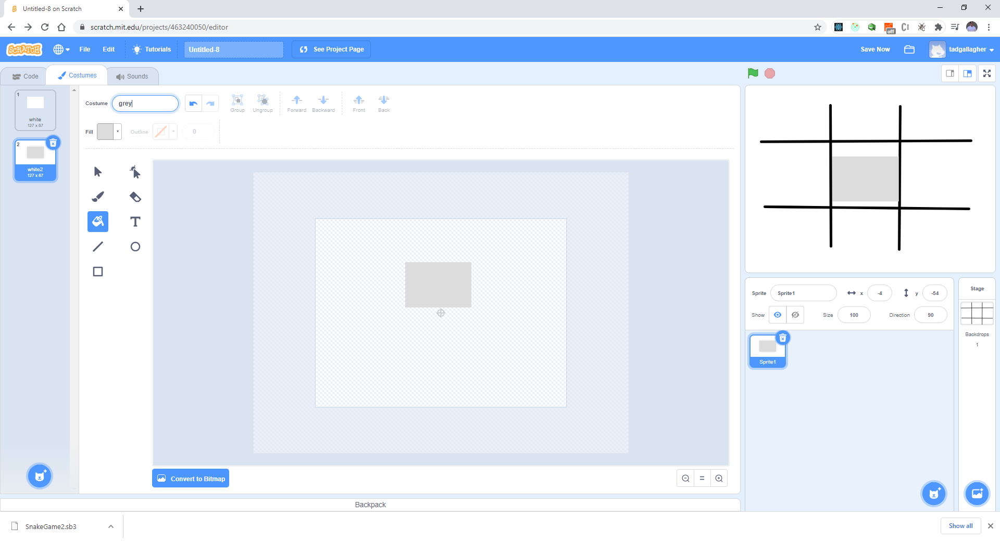 Untitled-8 on Scratch
scratch.mit.edu/projects/463240050/editor
off
SCRATCH
File
Edit
Tutorials
Untitled-8
See Project Page
Save Now
tadgallagher
Code
Costumes
Sounds
1
white
127 x 87
2
white2
127 x 87
Costume
grey
Group
Ungroup
Forward
Backward
Front
Back
Fill
Outline
0
T
Convert to Bitmap
Backpack
Sprite
Sprite1
x
-4
y
-54
Show
Size
100
Direction
90
Sprite1
Stage
Backdrops
1
SnakeGame2.sb3
Show all